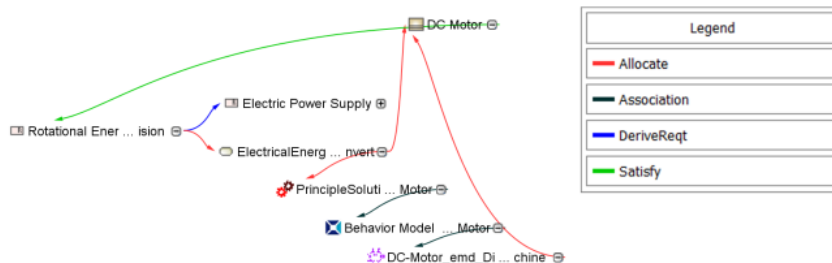 DC Motor
Legend
Allocate
Association
DeriveReqt
Satisfy
Electric Power Supply
Rotational Ener ... ision
ElectricalEnerg ... nvert
PrincipleSoluti ... Motor
Behavior Model ... Motor
DC-Motor_emd_Di ... chine